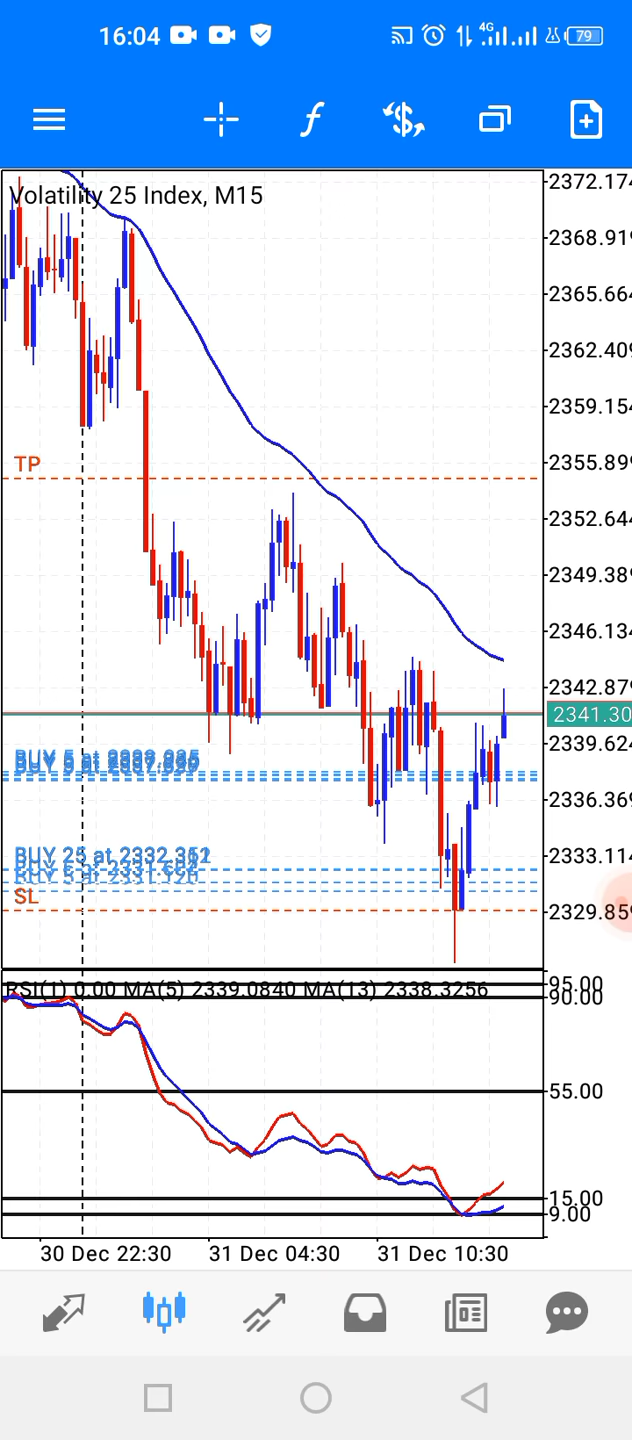 16:04
4G
79
Volatility 25 Index, M15
2372.174
2368.919
2365.664
2362.409
2359.154
TP
2355.899
2352.644
2349.389
2346.134
2342.879
2341.30
2339.624
BUY 5 at
2336.369
BUY 25 at 2332.
2333.114
SL
2329.859
RSI(1) 0.00 MA(5) 2339.0840 MA(13) 2338.3256
95.00
90.00
55.00
15.00
9.00
30 Dec 22:30 31 Dec 04:30 31 Dec 10:30